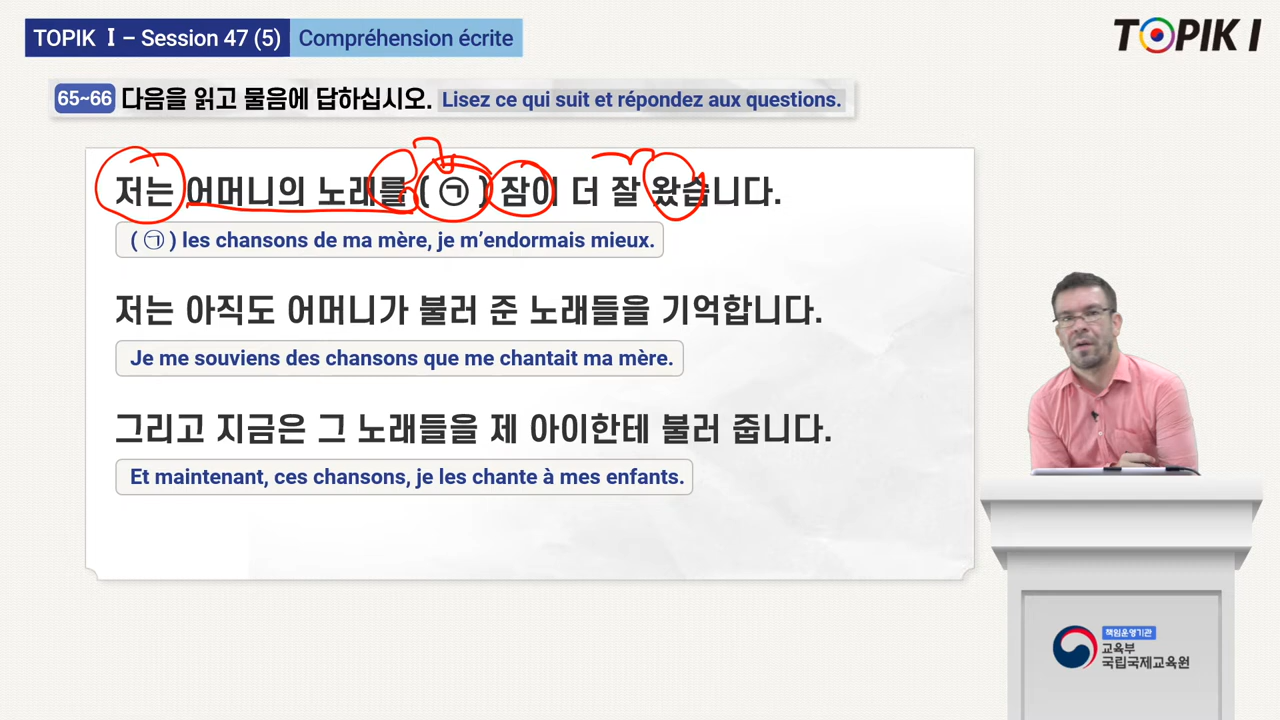 TOPIK Ⅰ – Session 47 (5) Compréhension écrite
TOPIK I
65~66 다음을 읽고 물음에 답하십시오. Lisez ce qui suit et répondez aux questions.
저는 어머니의 노래를 ( ㉠ ) 잠이 더 잘 왔습니다.
( ㉠ ) les chansons de ma mère, je m’endormais mieux.
저는 아직도 어머니가 불러 준 노래들을 기억합니다.
Je me souviens des chansons que me chantait ma mère.
그리고 지금은 그 노래들을 제 아이한테 불러 줍니다.
Et maintenant, ces chansons, je les chante à mes enfants.
책임운영기관
교육부
국립국제교육원